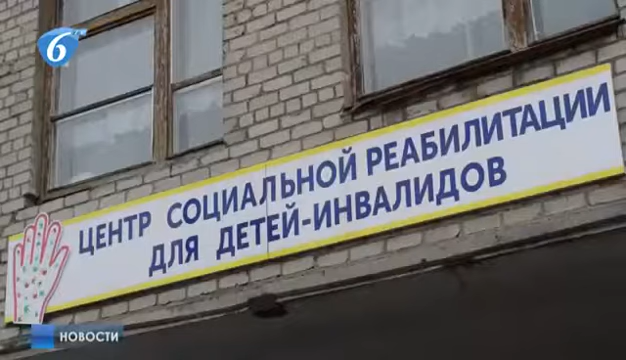 6
ЦЕНТР СОЦИАЛЬНОЙ РЕАБИЛИТАЦИИ
ДЛЯ ДЕТЕЙ-ИНВАЛИДОВ
НОВОСТИ